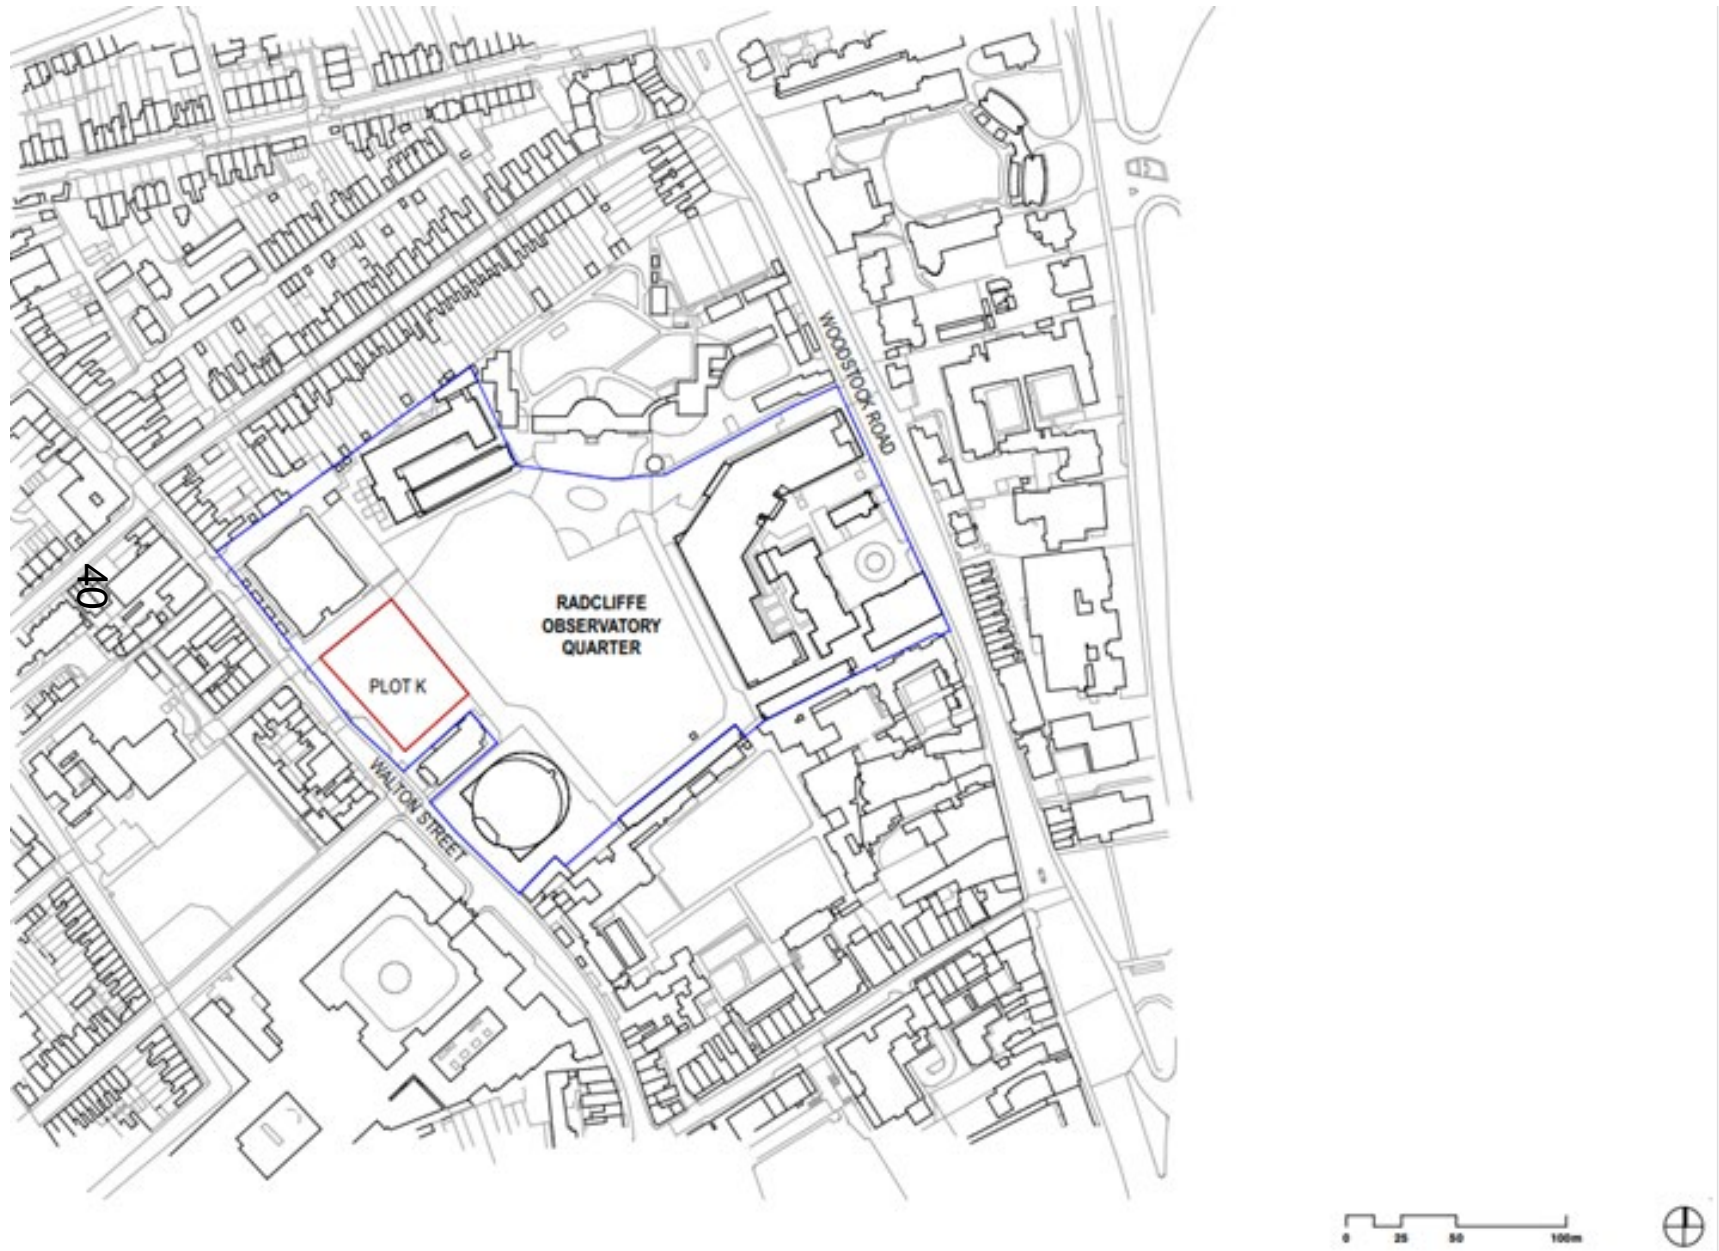 WOODSTOCK ROAD
40
RADCLIFFE
OBSERVATORY
QUARTER
PLOT K
WALTON STREET
0 25 50 100m